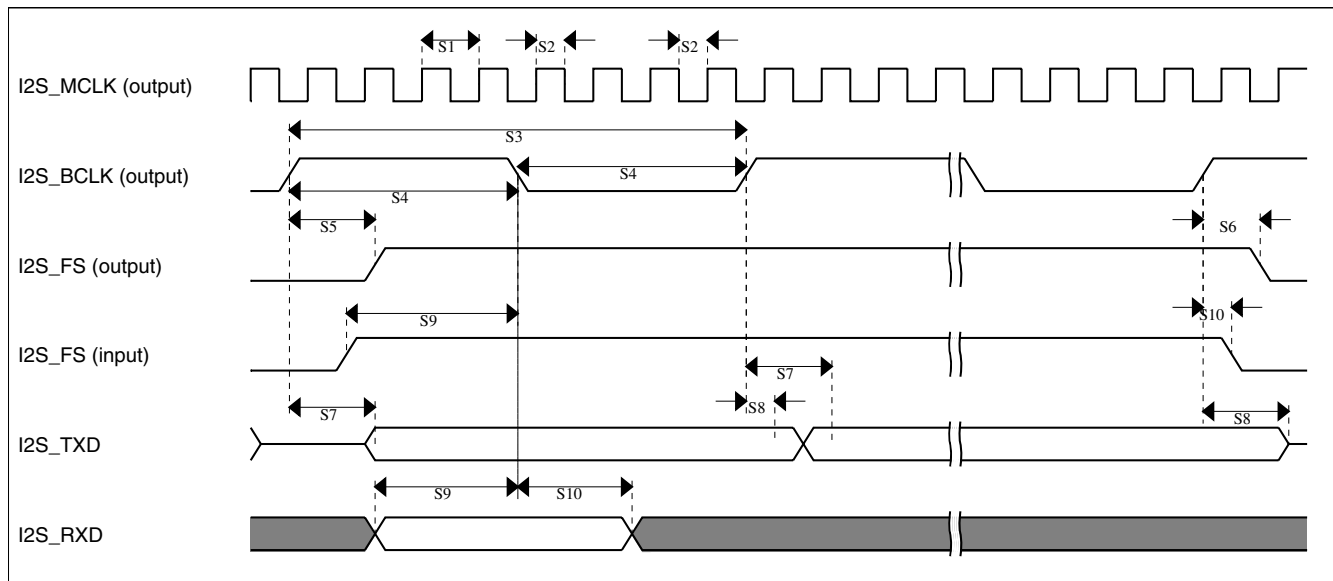 S1 S2 S2
I2S_MCLK (output)
S3
I2S_BCLK (output) S4
S4
S5 S6
I2S_FS (output)
S9 S10
I2S_FS (input)
S7
S7 S8 S8
I2S_TXD
S9 S10
I2S_RXD